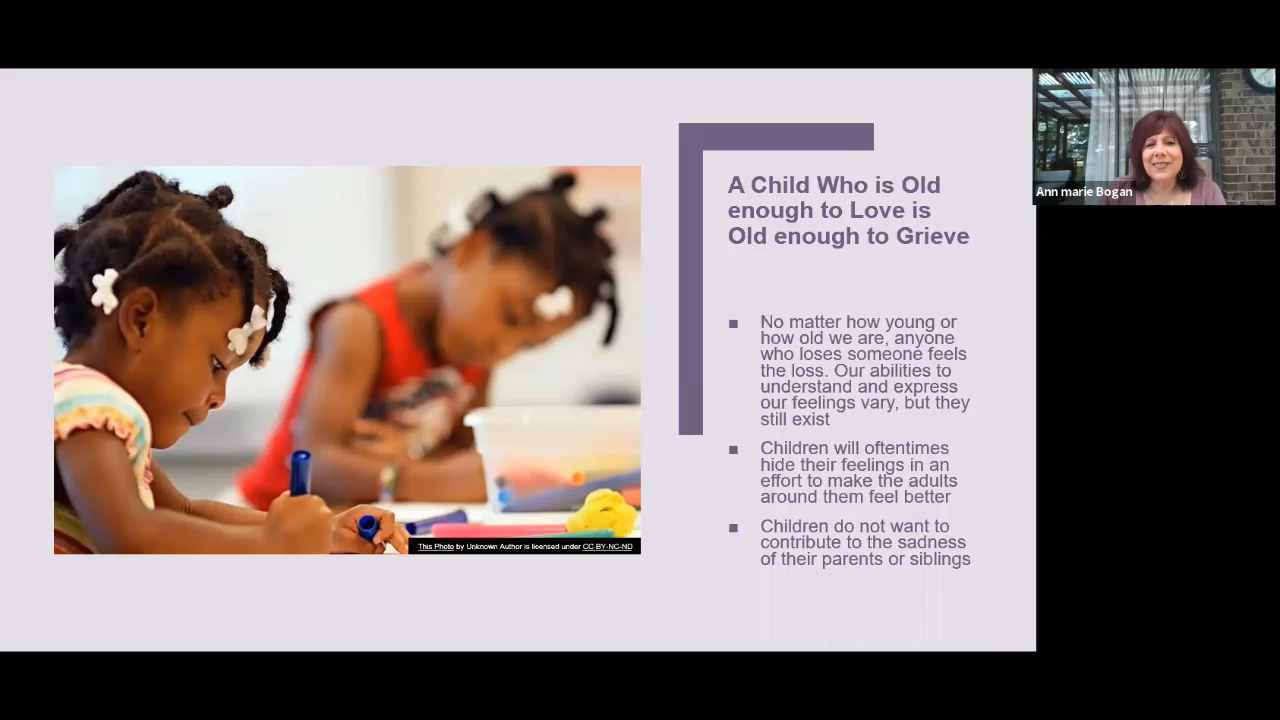 A Child Who is Old
enough to Love is
Old enough to Grieve
No matter how young or
how old we are, anyone
who loses someone feels
the loss. Our abilities to
understand and express
our feelings vary, but they
still exist
Children will oftentimes
hide their feelings in an
effort to make the adults
around them feel better
Children do not want to
contribute to the sadness
of their parents or siblings
This Photo by Unknown Author is licensed under CC BY-NC-ND
Ann marie Bogan